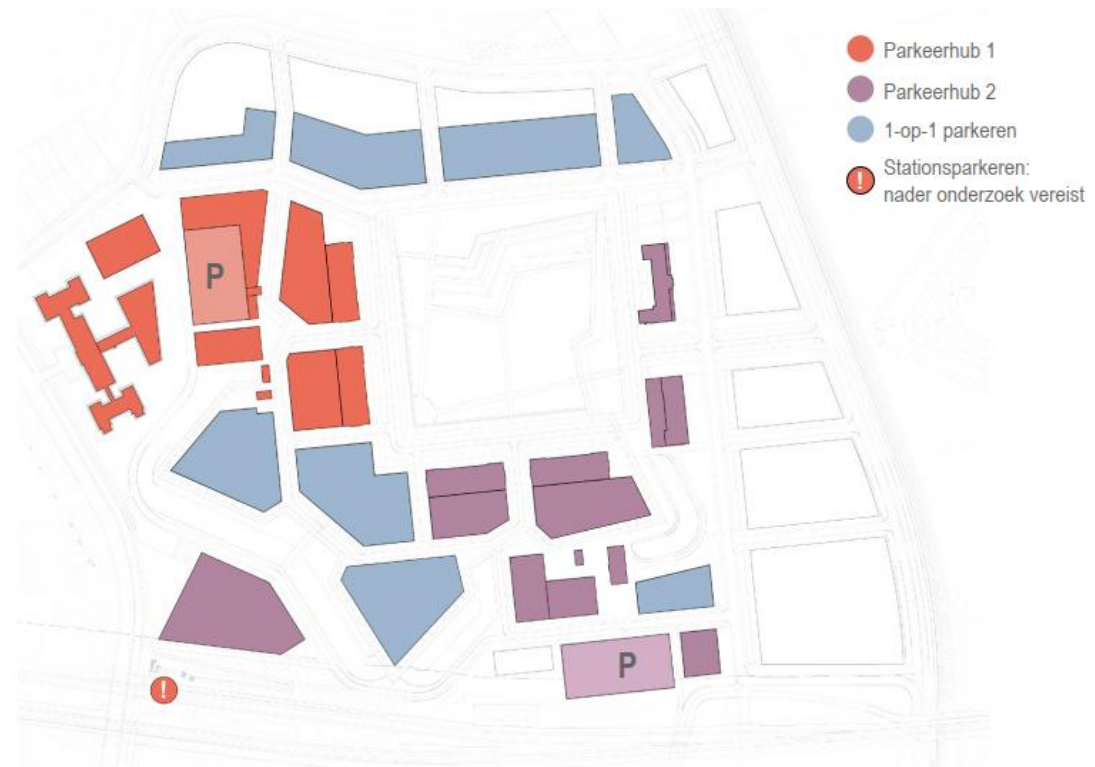 Parkeerhub 1
Parkeerhub 2
1-op-1 parkeren
!
Stationsparkeren:
nader onderzoek vereist
P
P
!